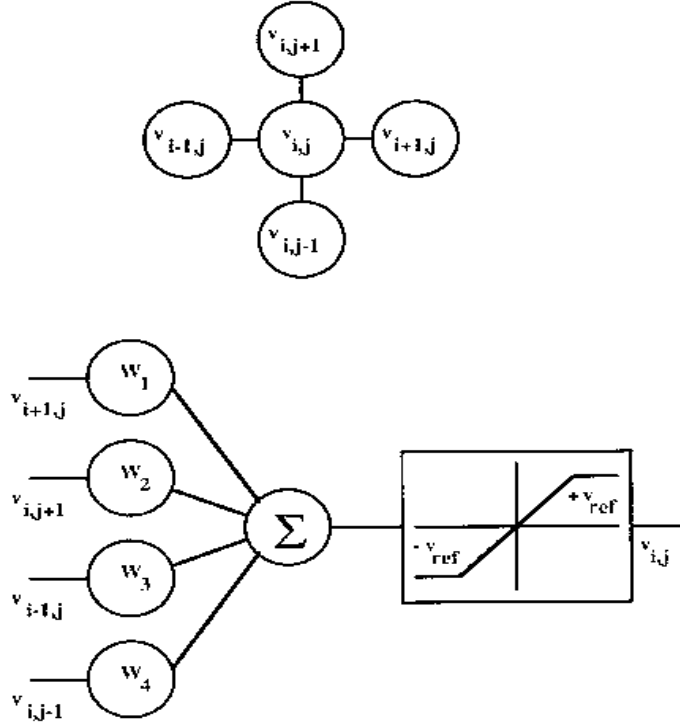 v i,j+1
v i-1,j
v i,j
v i+1,j
v i,j-1
W 1
v i+1,j
W 2
v i,j+1
Σ
+v ref
- v ref
v i,j
W 3
v i-1,j
W 4
v i,j-1